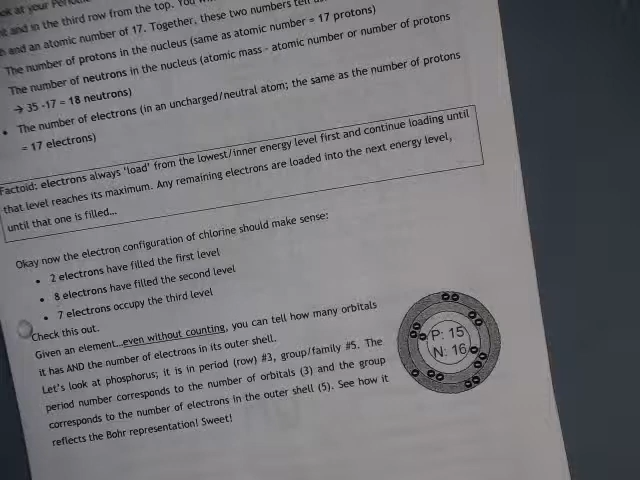 ok at your
and in the third row from the top. You
and an atomic number of 17. Together, these two numbers tell
The number of protons in the nucleus (same as atomic number = 17 protons)
The number of neutrons in the nucleus (atomic mass - atomic number or number of protons
→ 35 -17 = 18 neutrons)
• The number of electrons (in an uncharged/neutral atom; the same as the number of protons
= 17 electrons)
Factoid: electrons always 'load' from the lowest/inner energy level first and continue loading until
that level reaches its maximum. Any remaining electrons are loaded into the next energy level,
until that one is filled...
Okay now the electron configuration of chlorine should make sense:
• 2 electrons have filled the first level
• 8 electrons have filled the second level
• 7 electrons occupy the third level
Check this out.
Given an element...even without counting, you can tell how many orbitals
it has AND the number of electrons in its outer shell.
Let's look at phosphorus; it is in period (row) #3, group/family #5. The
period number corresponds to the number of orbitals (3) and the group
corresponds to the number of electrons in the outer shell (5). See how it
reflects the Bohr representation! Sweet!
P: 15
N: 16